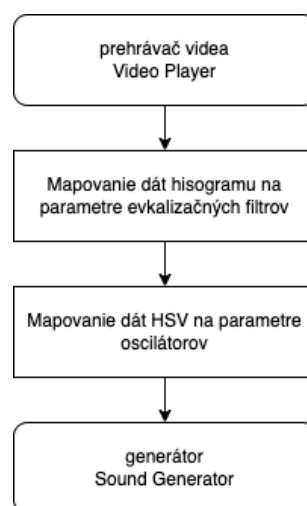 prehrávač videa
Video Player
Mapovanie dát hisogramu na
parametre evkalizačných filtrov
Mapovanie dát HSV na parametre
oscilátorov
generátor
Sound Generator